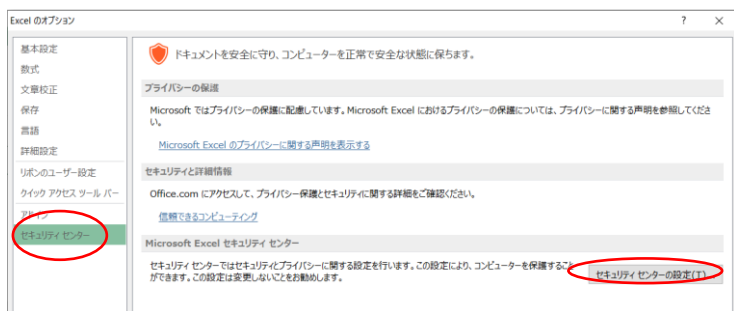 Excel のオプション
?
×
基本設定
数式
文章校正
保存
言語
詳細設定
リボンのユーザー設定
クイック アクセス ツール バー
アドイン
セキュリティ センター
ドキュメントを安全に守り、コンピューターを正常で安全な状態に保ちます。
プライバシーの保護
Microsoft ではプライバシーの保護に配慮しています。Microsoft Excel におけるプライバシーの保護については、プライバシーに関する声明を参照してくださ
い。
Microsoft Excel のプライバシーに関する声明を表示する
セキュリティと詳細情報
Office.com にアクセスして、プライバシー保護とセキュリティに関する詳細をご確認ください。
信頼できるコンピューティング
Microsoft Excel セキュリティ センター
セキュリティ センターではセキュリティとプライバシーに関する設定を行います。この設定により、コンピューターを保護すること
ができます。この設定は変更しないことをお勧めします。
セキュリティ センターの設定(T)...